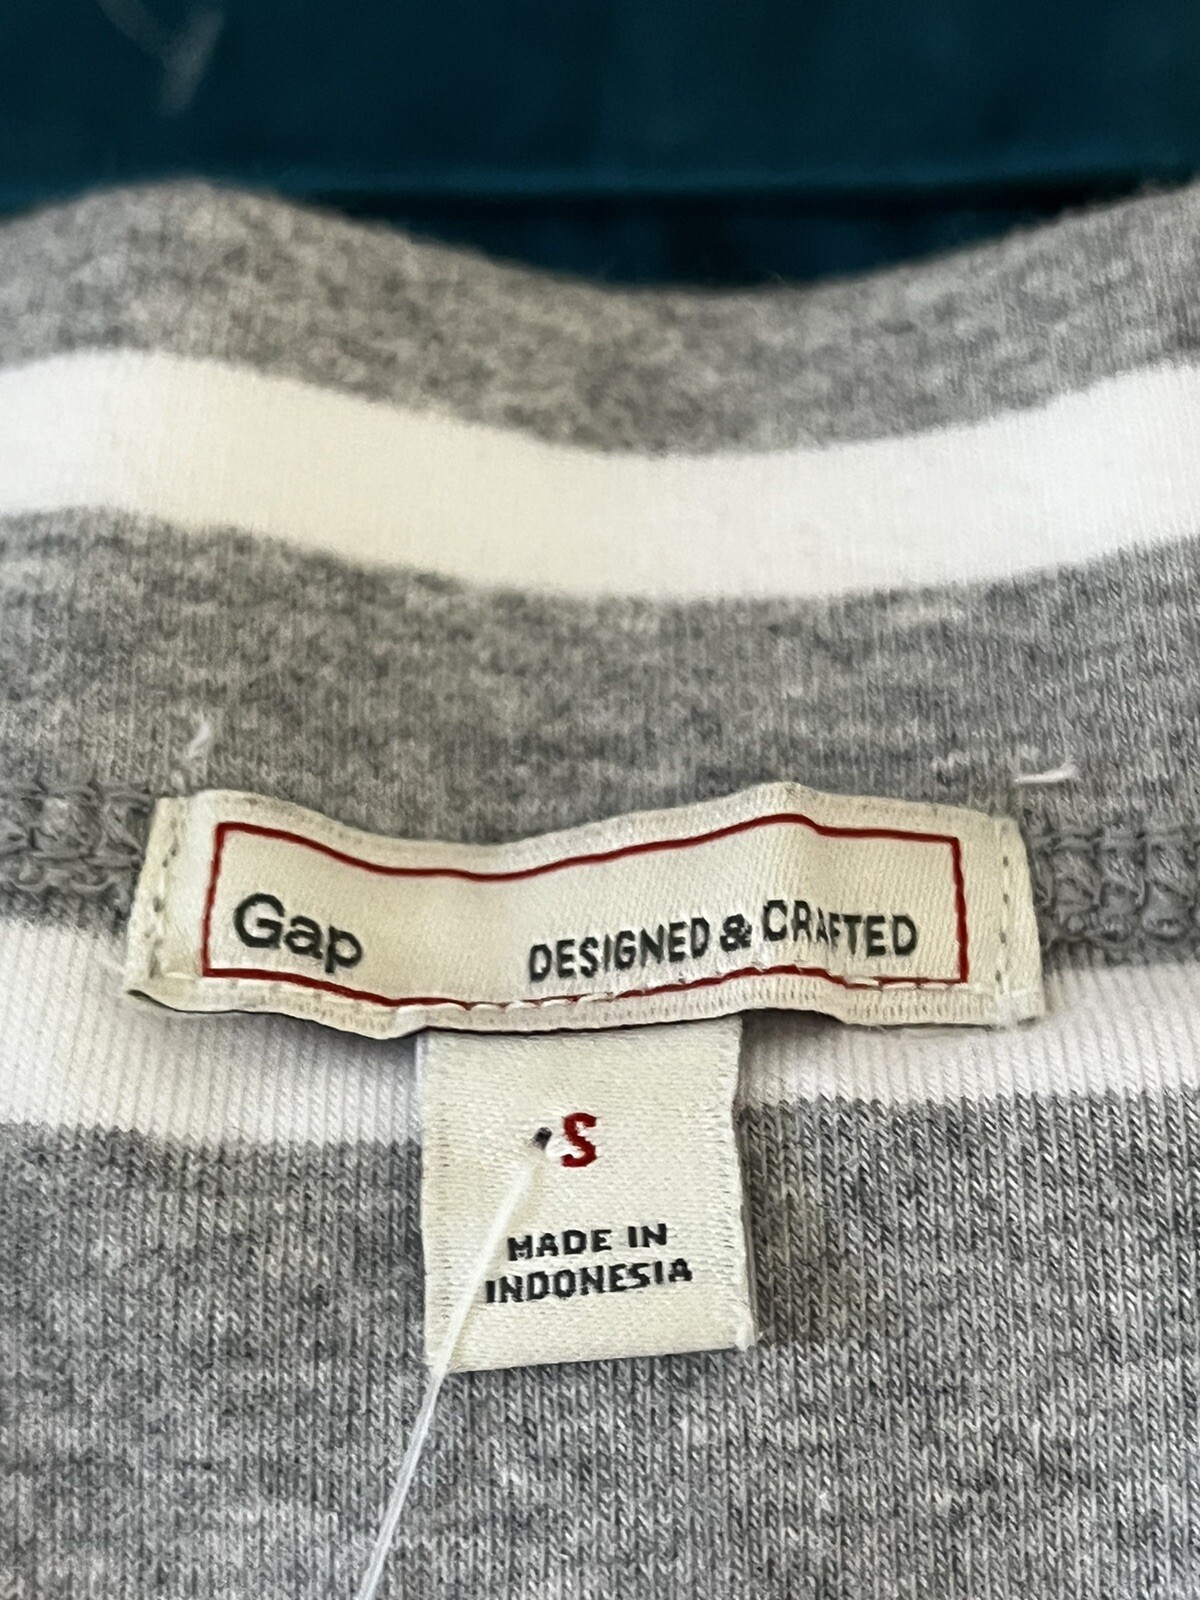 Gap DESIGNED & CRAFTED
S
MADE IN
INDONESIA